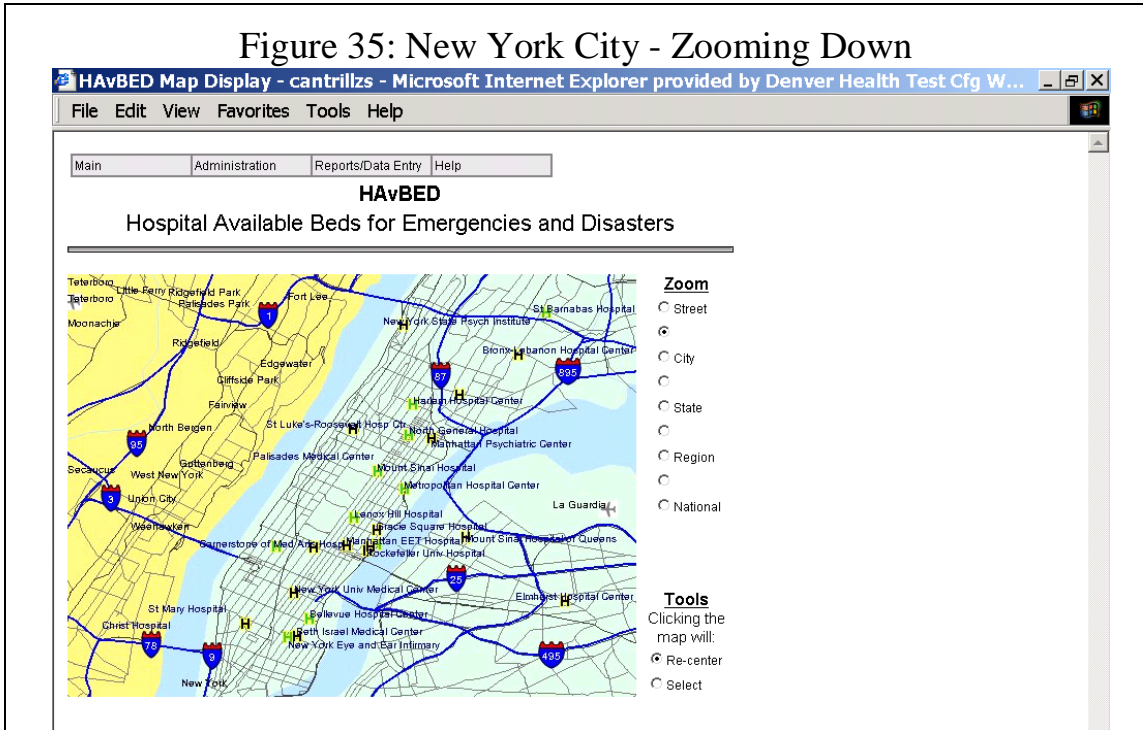 Figure 35: New York City - Zooming Down
HAvBED Map Display - cantrillzs - Microsoft Internet Explorer provided by Denver Health Test Cfg W...
File Edit View Favorites Tools Help
Main Administration Reports/Data Entry Help
HAvBED
Hospital Available Beds for Emergencies and Disasters
Teterboro
Little Ferry
Ridgefield Park
Fort Lee
Teterboro
Palisades Park
St Barnabas Hospital
Moonachie
1
New York State Psych Institute
H
Ridgefield
Bronx-Lebanon Hospital Center
Edgewater
87
895
Cliffside Park
Harlem Hospital Center
Fairview
North Bergen
St Luke's-Roosevelt Hosp Ctr
North General Hospital
95
Manhattan Psychiatric Center
Guttenberg
Palisades Medical Center
Secaucus
West New York
Mount Sinai Hospital
Metropolitan Hospital Center
3
Union City
La Guardia
Lenox Hill Hospital
Weehawken
Gracie Square Hospital
Cornerstone of Med Arts Hosp
Manhattan EET Hospital
Mount Sinai Hospital of Queens
Rockefeller Univ Hospital
25
New York Univ Medical Center
Elmhurst Hospital Center
St Mary Hospital
Bellevue Hospital Center
Christ Hospital
Beth Israel Medical Center
New York Eye and Ear Infirmary
78
9
495
New York
Zoom
Street
City
State
Region
National
Tools
Clicking the
map will:
Re-center
Select